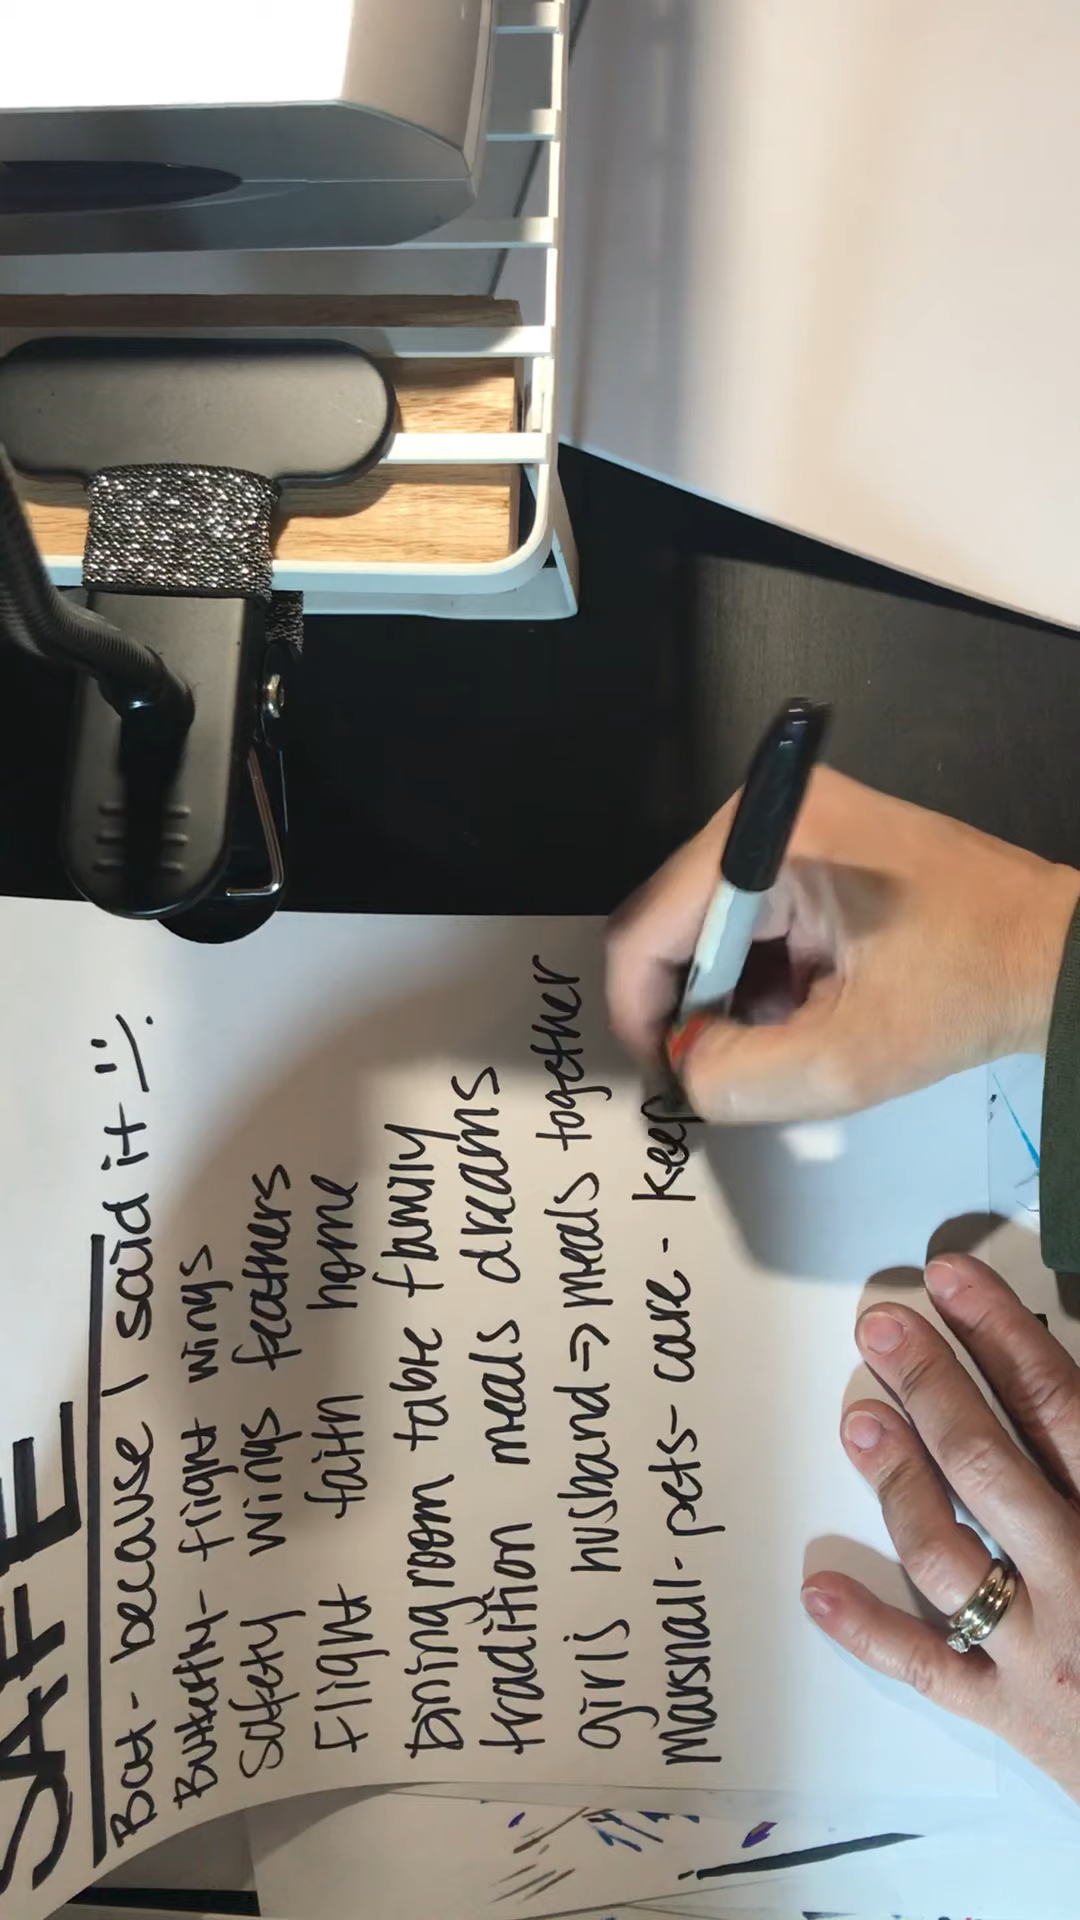 SAFE
Bat - because I said it :).
Butterfly - flight wings
Safety wings feathers
Flight faith home
Dining room table family
tradition meals dreams
girls husband => meals together
Marshall - pets - care - keep